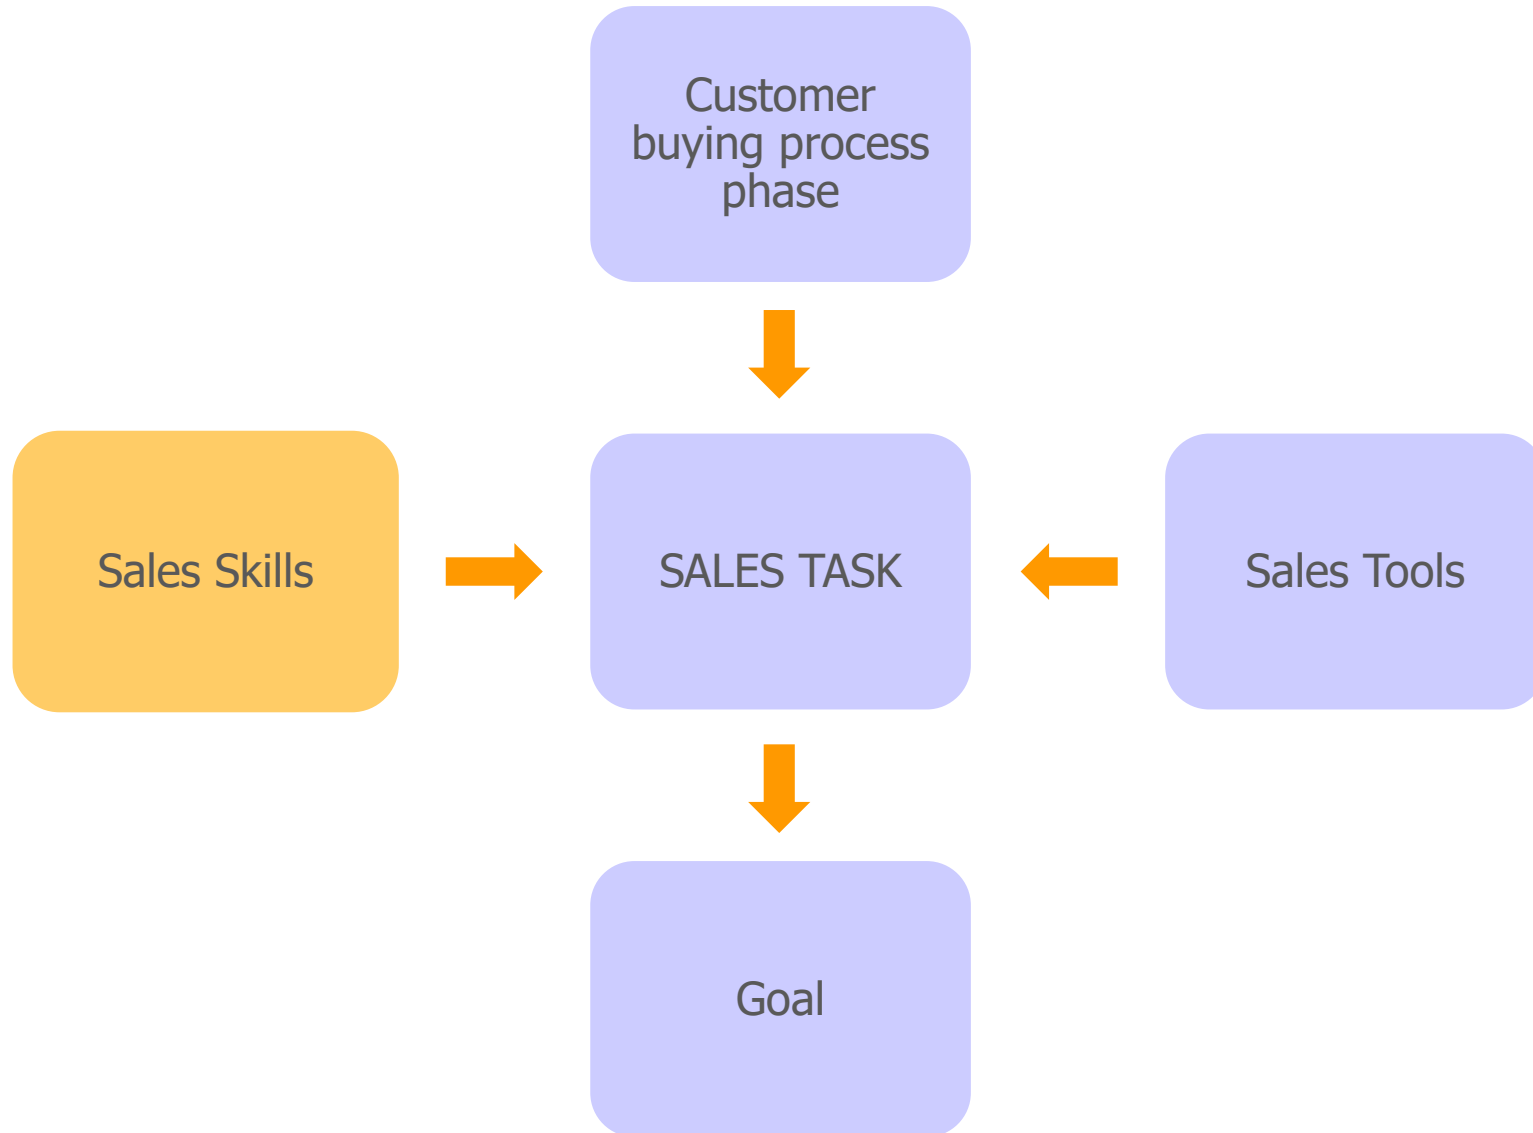 Customer
buying process
phase
Sales Skills
SALES TASK
Sales Tools
Goal